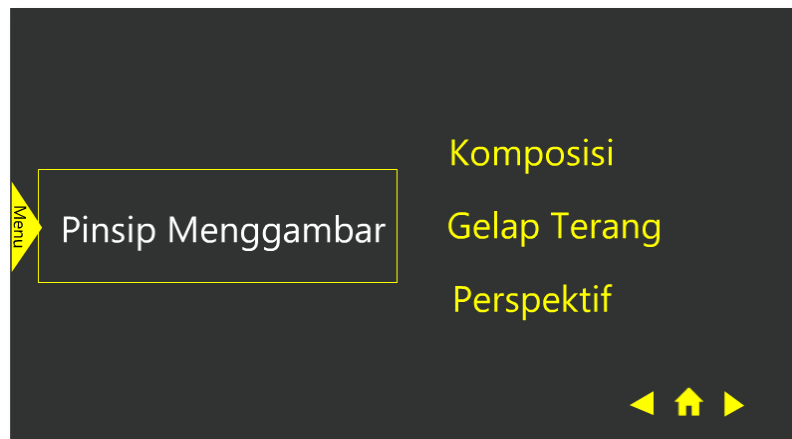 Menu
Pinsip Menggambar
Komposisi
Gelap Terang
Perspektif